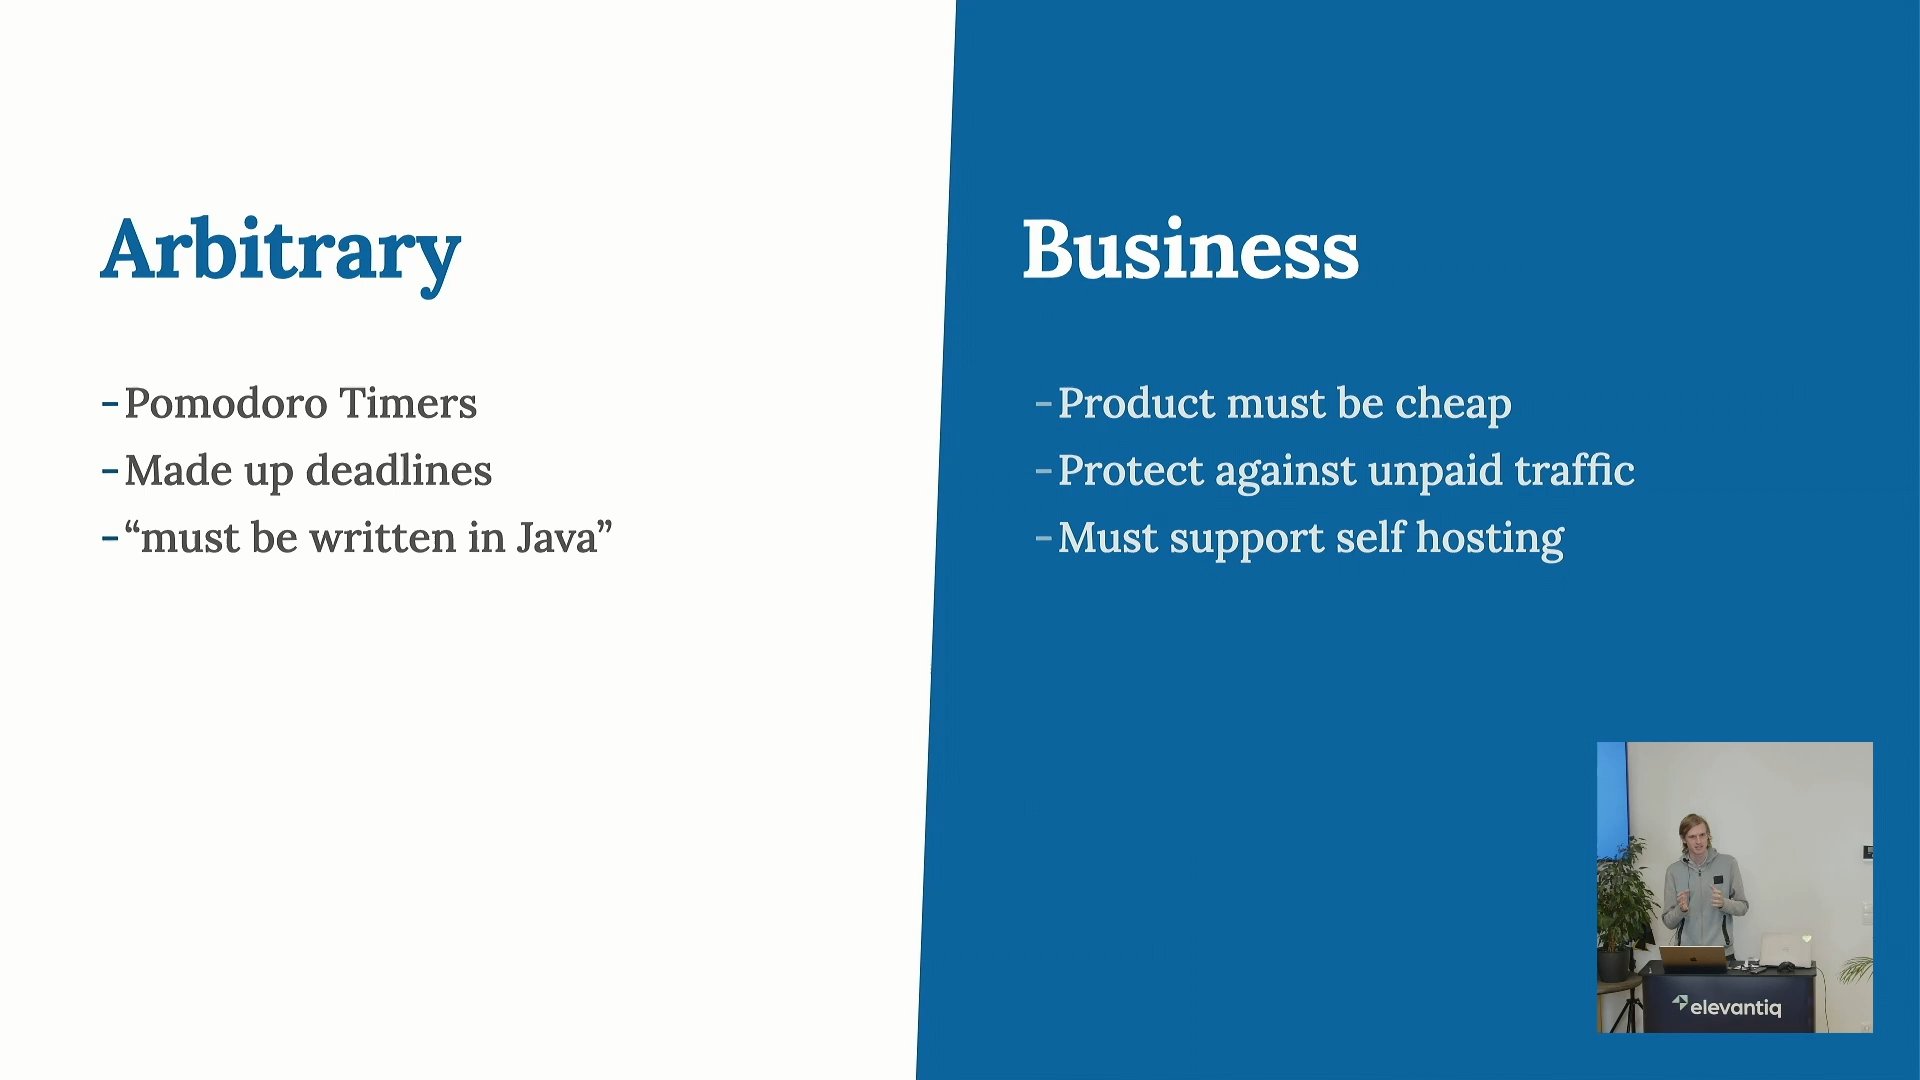 Arbitrary
-Pomodoro Timers
-Made up deadlines
-“must be written in Java”
Business
-Product must be cheap
-Protect against unpaid traffic
-Must support self hosting
elevantiq